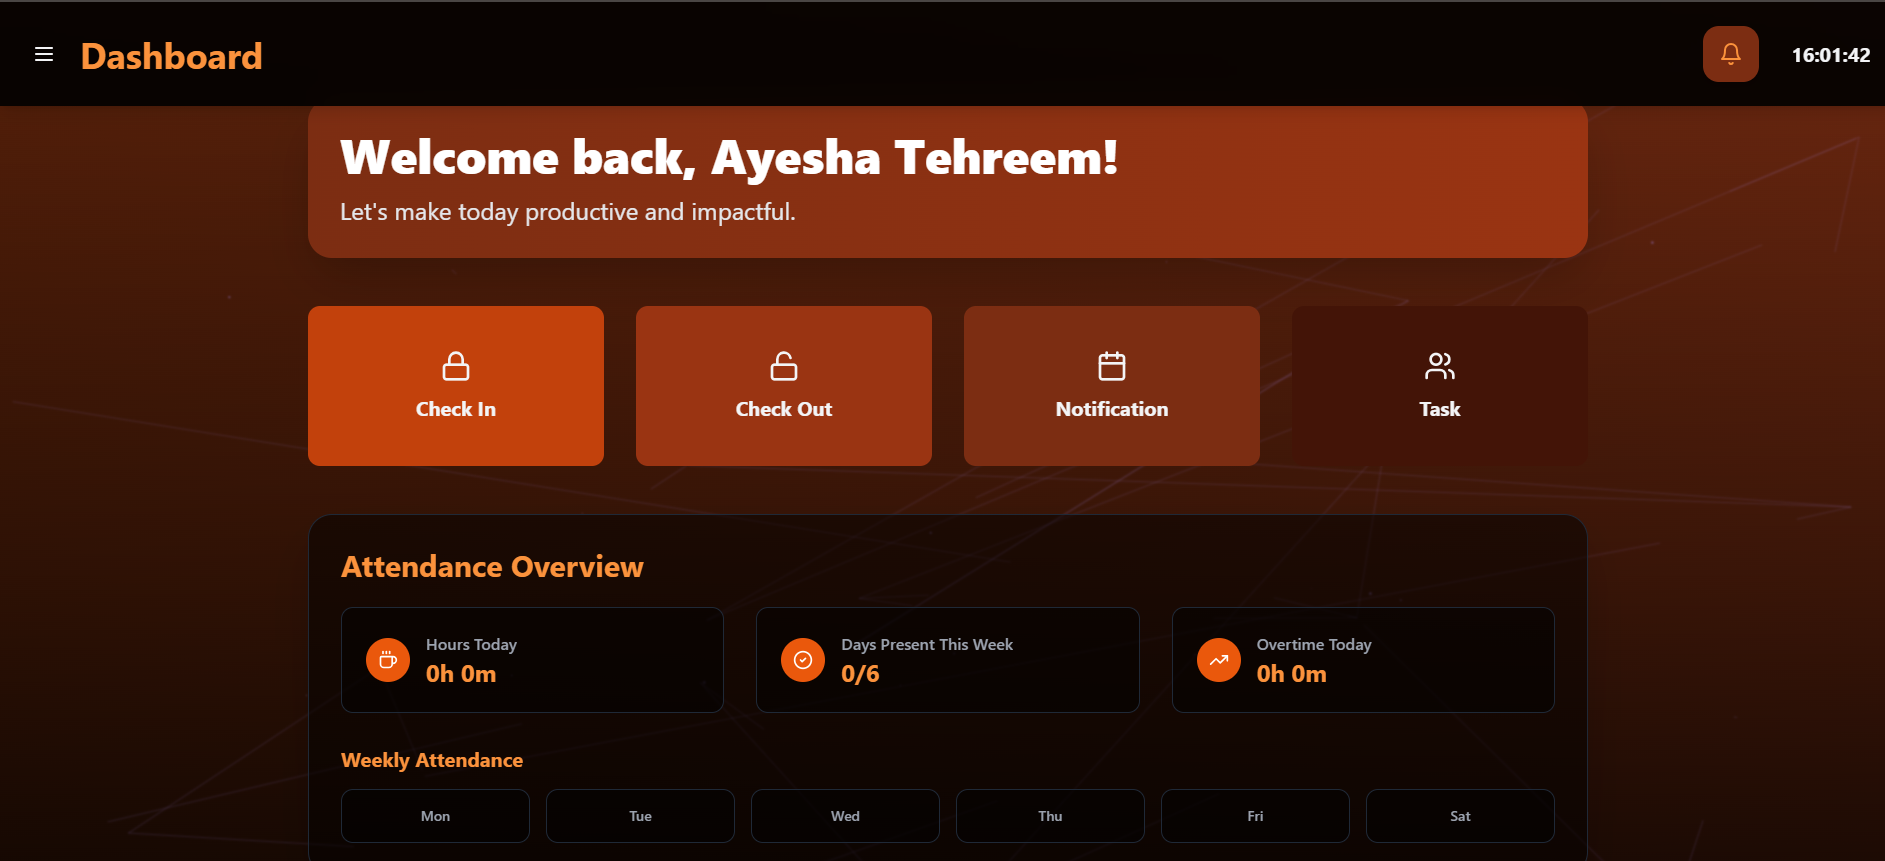 Dashboard
16:01:42
Welcome back, Ayesha Tehreem!
Let's make today productive and impactful.
Check In
Check Out
Notification
Task
Attendance Overview
Hours Today
0h 0m
Days Present This Week
0/6
Overtime Today
0h 0m
Weekly Attendance
Mon
Tue
Wed
Thu
Fri
Sat